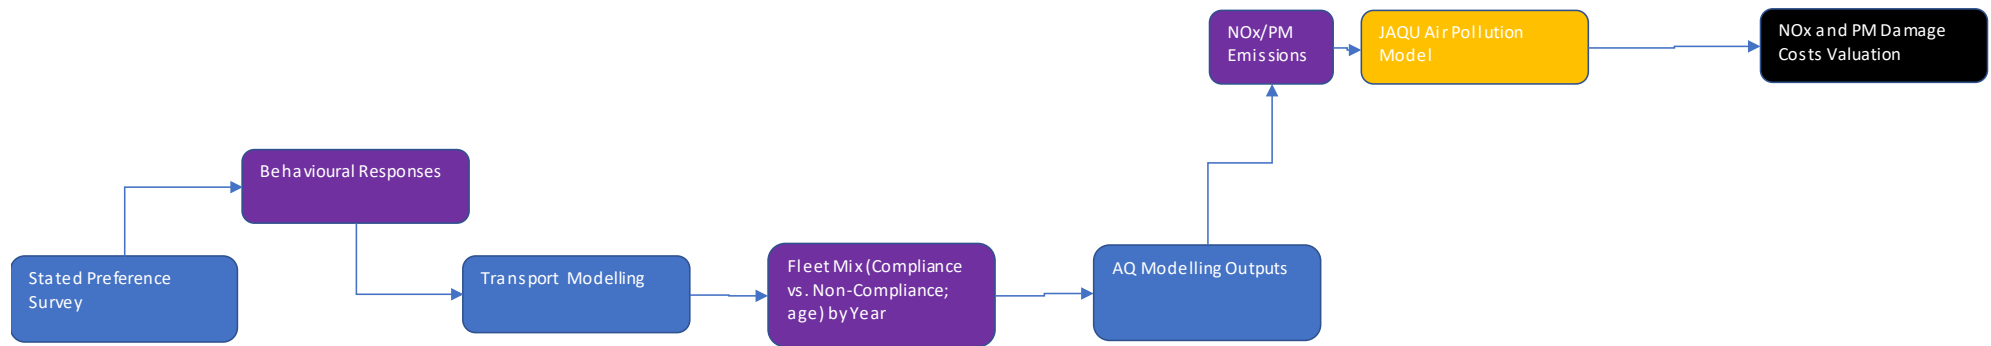 Stated Preference
Survey
Behavioural Responses
Transport Modelling
Fleet Mix (Compliance
vs. Non-Compliance;
age) by Year
AQ Modelling Outputs
NOx/PM
Emissions
JAQU Air Pollution
Model
NOx and PM Damage
Costs Valuation